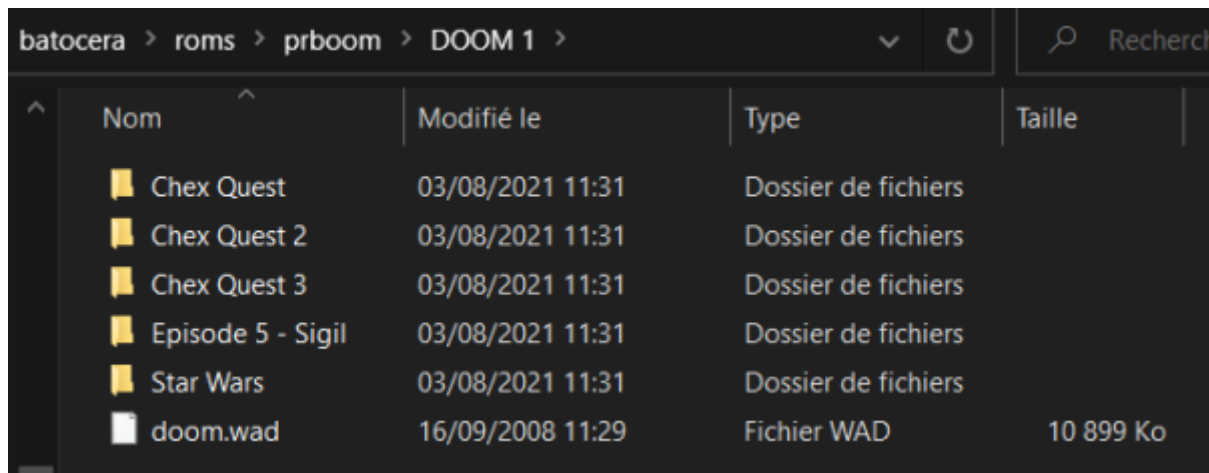 batocera > roms > prboom > DOOM 1 >
Nom Modifié le Type Taille
Chex Quest 03/08/2021 11:31 Dossier de fichiers
Chex Quest 2 03/08/2021 11:31 Dossier de fichiers
Chex Quest 3 03/08/2021 11:31 Dossier de fichiers
Episode 5 - Sigil 03/08/2021 11:31 Dossier de fichiers
Star Wars 03/08/2021 11:31 Dossier de fichiers
doom.wad 16/09/2008 11:29 Fichier WAD 10 899 Ko